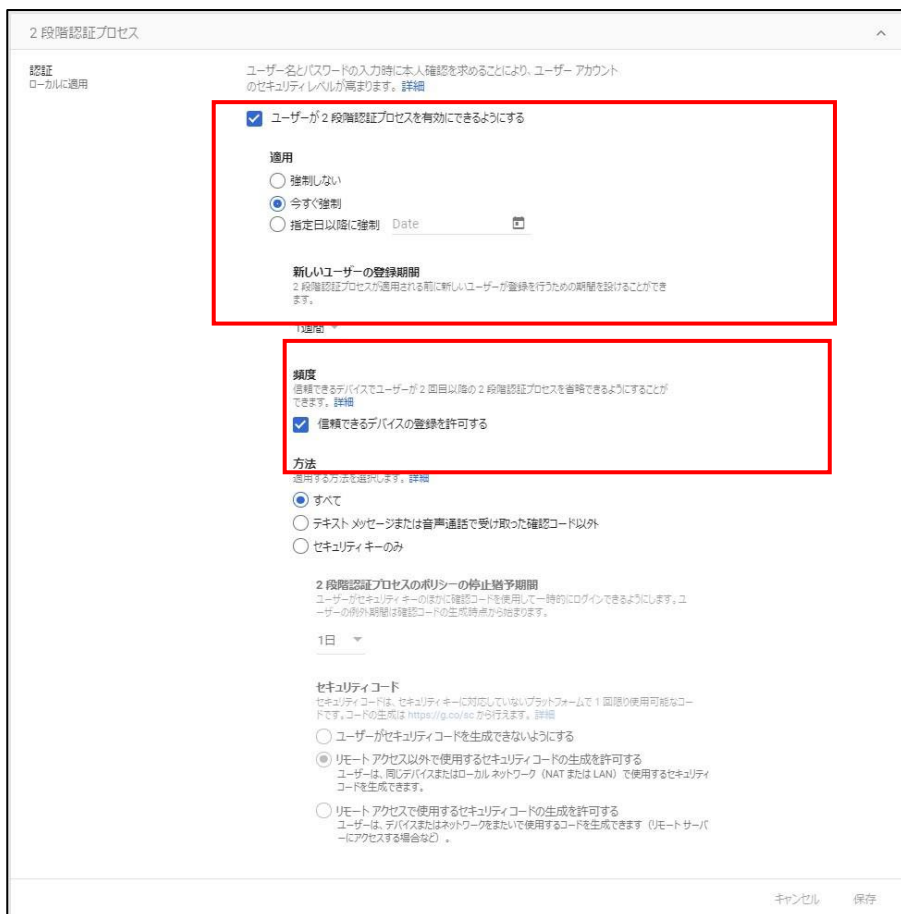 2 段階認証プロセス
認証
ローカルに適用
ユーザー名とパスワードの入力時に本人確認を求めることにより、ユーザー アカウント
のセキュリティレベルが高まります。詳細
ユーザーが 2 段階認証プロセスを有効にできるようにする
適用
強制しない
今すぐ強制
指定日以降に強制 Date
新しいユーザーの登録期間
2 段階認証プロセスが適用される前に新しいユーザーが登録を行うための期間を設けることができ
ます。
1週間
頻度
信頼できるデバイスでユーザーが 2 回目以降の 2 段階認証プロセスを省略できるようにすることが
できます。詳細
信頼できるデバイスの登録を許可する
方法
適用する方法を選択します。詳細
すべて
テキスト メッセージまたは音声通話で受け取った確認コード以外
セキュリティ キーのみ
2 段階認証プロセスのポリシーの停止猶予期間
ユーザーがセキュリティ キーのほかに確認コードを使用して一時的にログインできるようにします。ユ
ーザーの例外期間は確認コードの生成時点から始まります。
1日
セキュリティ コード
セキュリティ コードは、セキュリティ キーに対応していないプラットフォームで 1 回限り使用可能なコー
ドです。コードの生成は https://g.co/sc から行えます。詳細
ユーザーがセキュリティ コードを生成できないようにする
リモート アクセス以外で使用するセキュリティ コードの生成を許可する
ユーザーは、同じデバイスまたはローカル ネットワーク（NAT または LAN）で使用するセキュリティ
コードを生成できます。
リモート アクセスで使用するセキュリティ コードの生成を許可する
ユーザーは、デバイスまたはネットワークをまたいで使用するコードを生成できます（リモート サーバ
ーにアクセスする場合など）。
キャンセル 保存